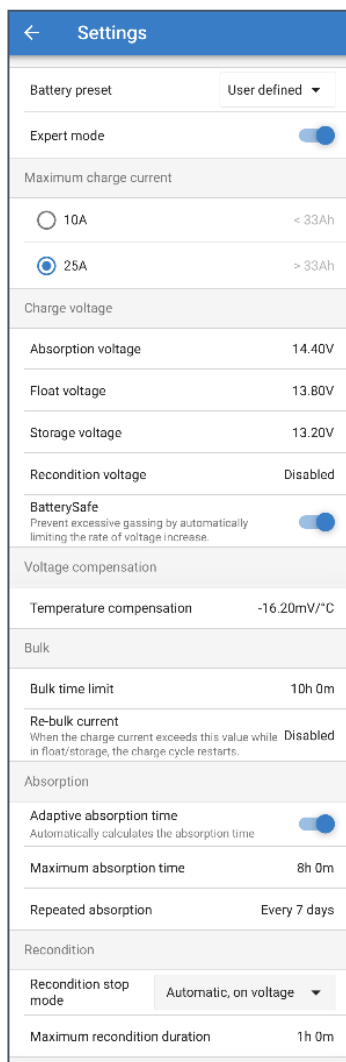 Settings
Battery preset User defined
Expert mode
Maximum charge current
10A < 33Ah
25A > 33Ah
Charge voltage
Absorption voltage 14.40V
Float voltage 13.80V
Storage voltage 13.20V
Recondition voltage Disabled
BatterySafe
Prevent excessive gassing by automatically
limiting the rate of voltage increase.
Voltage compensation
Temperature compensation -16.20mV/°C
Bulk
Bulk time limit 10h 0m
Re-bulk current
When the charge current exceeds this value while Disabled
in float/storage, the charge cycle restarts.
Absorption
Adaptive absorption time
Automatically calculates the absorption time
Maximum absorption time 8h 0m
Repeated absorption Every 7 days
Recondition
Recondition stop
mode Automatic, on voltage
Maximum recondition duration 1h 0m